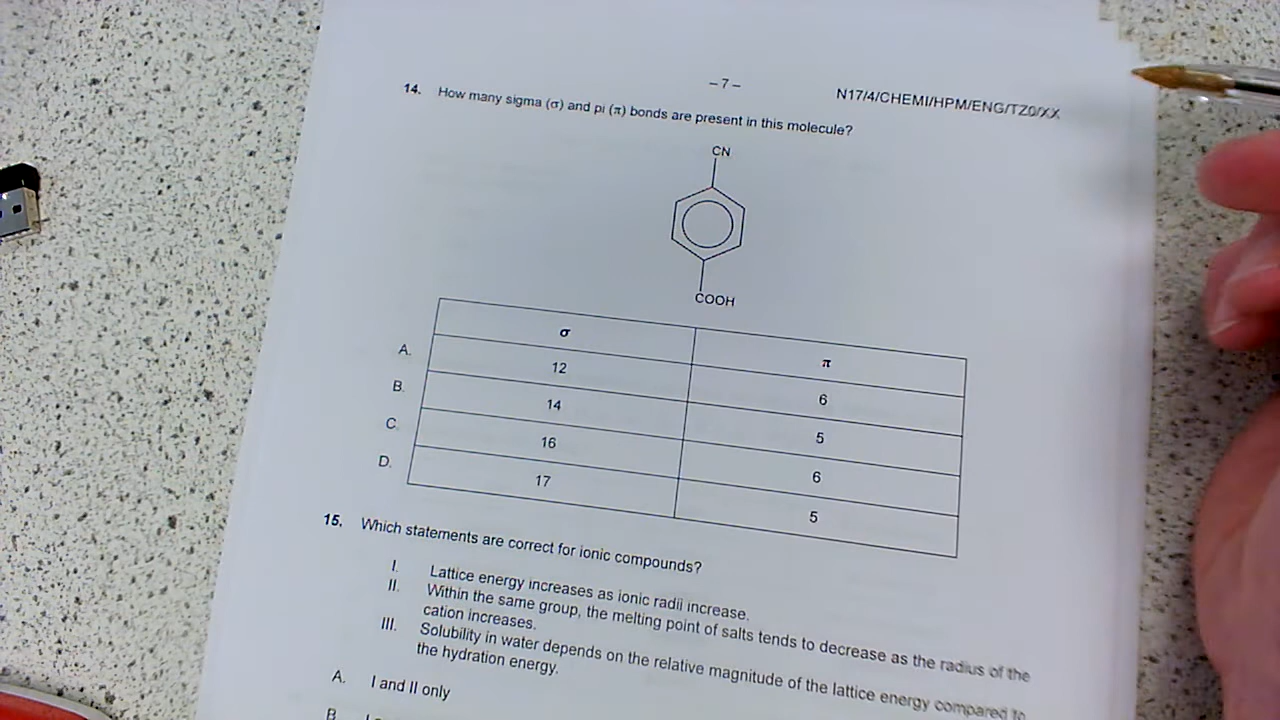 – 7 –
N17/4/CHEMI/HPM/ENG/TZ0/XX
14. How many sigma (σ) and pi (π) bonds are present in this molecule?
CN
COOH
σ π
A. 12 6
B. 14 5
C. 16 6
D. 17 5
15. Which statements are correct for ionic compounds?
I. Lattice energy increases as ionic radii increase.
II. Within the same group, the melting point of salts tends to decrease as the radius of the
cation increases.
III. Solubility in water depends on the relative magnitude of the lattice energy compared to
the hydration energy.
A. I and II only
B. I